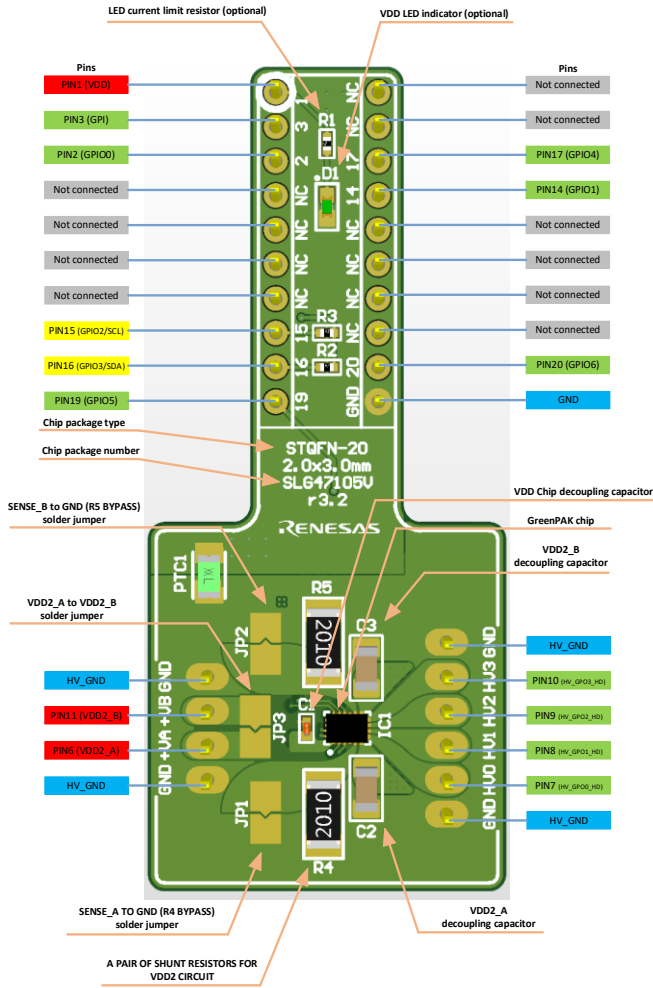 LED current limit resistor (optional)
VDD LED indicator (optional)
Pins
Pins
PIN1 (VDD)
1
NC
Not connected
PIN3 (GPI)
3
R1
NC
Not connected
PIN2 (GPIO0)
2
17
PIN17 (GPIO4)
D1
Not connected
NC
14
PIN14 (GPIO1)
Not connected
NC
NC
Not connected
Not connected
NC
NC
Not connected
Not connected
NC
NC
Not connected
PIN15 (GPIO2/SCL)
15
R3
NC
Not connected
PIN16 (GPIO3/SDA)
16
R2
20
PIN20 (GPIO6)
PIN19 (GPIO5)
19
GND
GND
Chip package type
Chip package number
STQFN-20
2.0x3.0mm
SLG47105V
r3.2
RENESAS
SENSE_B to GND (R5 BYPASS)
solder jumper
VDD Chip decoupling capacitor
GreenPAK chip
VDD2_B
decoupling capacitor
VDD2_A to VDD2_B
solder jumper
PTC1
R5
2010
JP2
C3
HV_GND
GND
HV_GND
GND
PIN11 (VDD2_B)
+VB
HV3
PIN10 (HV_GPO3_HD)
JP3
IC1
HV2
PIN9 (HV_GPO2_HD)
PIN6 (VDD2_A)
+VA
HV1
PIN8 (HV_GPO1_HD)
HV_GND
GND
HV0
PIN7 (HV_GPO0_HD)
GND
HV_GND
JP1
2010
R4
C2
SENSE_A TO GND (R4 BYPASS)
solder jumper
VDD2_A
decoupling capacitor
A PAIR OF SHUNT RESISTORS FOR
VDD2 CIRCUIT